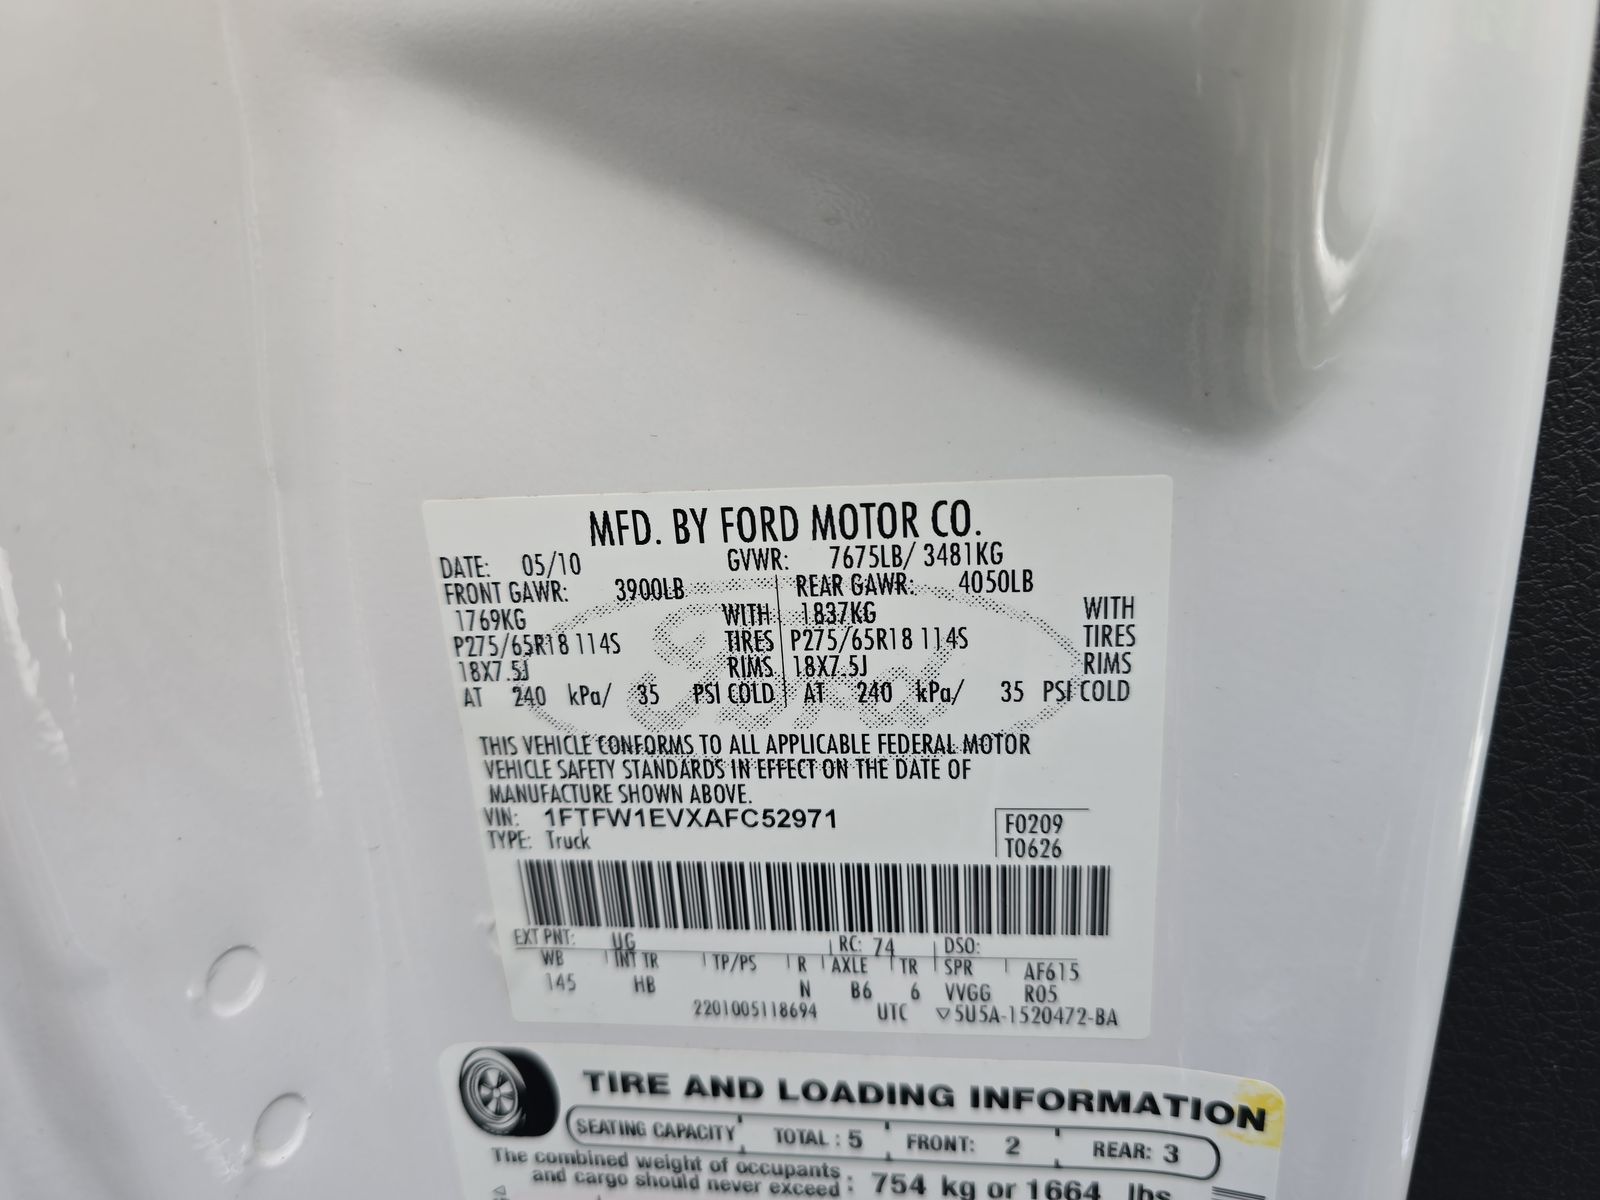 MFD. BY FORD MOTOR CO.
DATE: 05/10 GVWR: 7675LB/ 3481KG
FRONT GAWR: 3900LB REAR GAWR: 4050LB
1769KG WITH 1837KG WITH
P275/65R18 114S TIRES P275/65R18 114S TIRES
18X7.5J RIMS 18X7.5J RIMS
AT 240 kPa/ 35 PSI COLD AT 240 kPa/ 35 PSI COLD
THIS VEHICLE CONFORMS TO ALL APPLICABLE FEDERAL MOTOR
VEHICLE SAFETY STANDARDS IN EFFECT ON THE DATE OF
MANUFACTURE SHOWN ABOVE.
VIN: 1FTFW1EVXAFC52971 F0209
TYPE: Truck T0626
EXT PNT: UG RC: 74 DSO:
WB INT TR TP/PS R AXLE TR SPR AF615
145 HB N B6 6 VVGG R05
2201005118694 UTC ▽5U5A-1520472-BA
TIRE AND LOADING INFORMATION
SEATING CAPACITY TOTAL : 5 FRONT: 2 REAR: 3
The combined weight of occupants
and cargo should never exceed : 754 kg or 1664 lbs